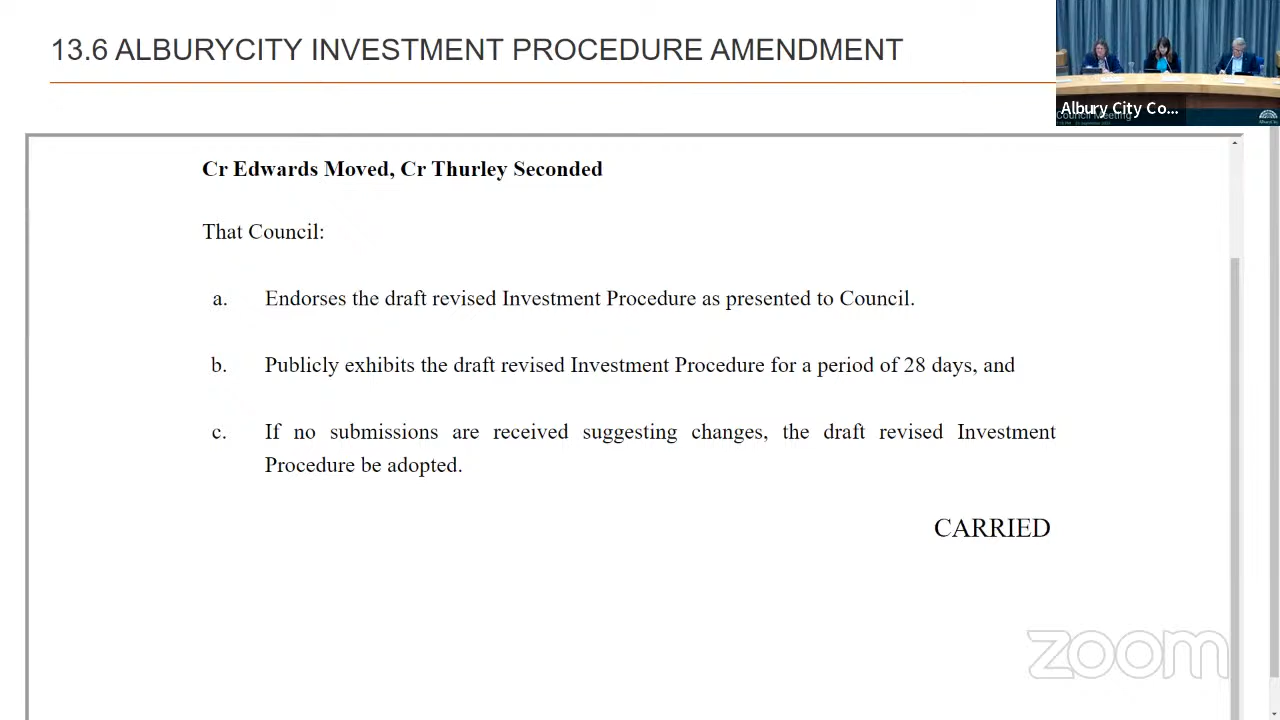 13.6 ALBURYCITY INVESTMENT PROCEDURE AMENDMENT
Albury City Co...
Council Meeting
Cr Edwards Moved, Cr Thurley Seconded
That Council:
a. Endorses the draft revised Investment Procedure as presented to Council.
b. Publicly exhibits the draft revised Investment Procedure for a period of 28 days, and
c. If no submissions are received suggesting changes, the draft revised Investment
Procedure be adopted.
CARRIED
zoom